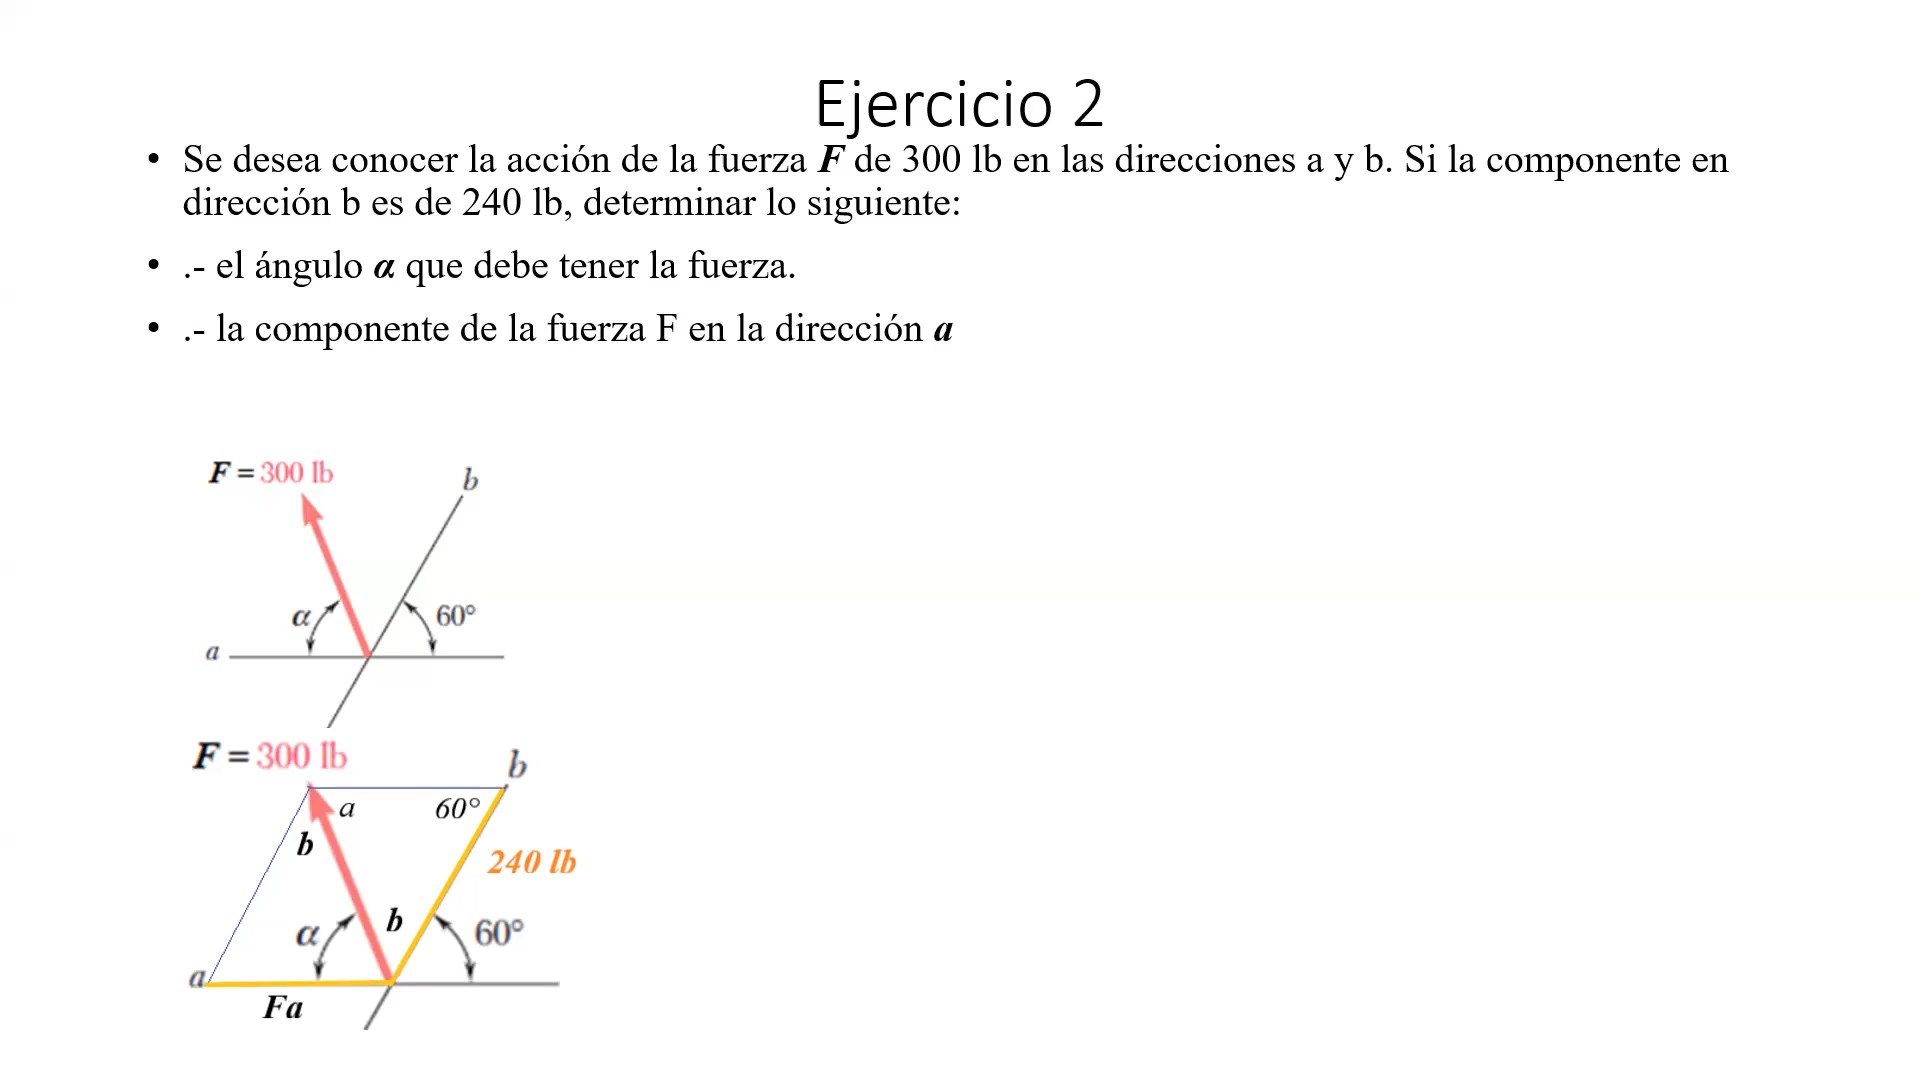 Ejercicio 2
• Se desea conocer la acción de la fuerza F de 300 lb en las direcciones a y b. Si la componente en
dirección b es de 240 lb, determinar lo siguiente:
• .- el ángulo α que debe tener la fuerza.
• .- la componente de la fuerza F en la dirección a
F = 300 lb
b
α
60°
a
F = 300 lb
b
a
60°
b
240 lb
b
α
60°
a
Fa